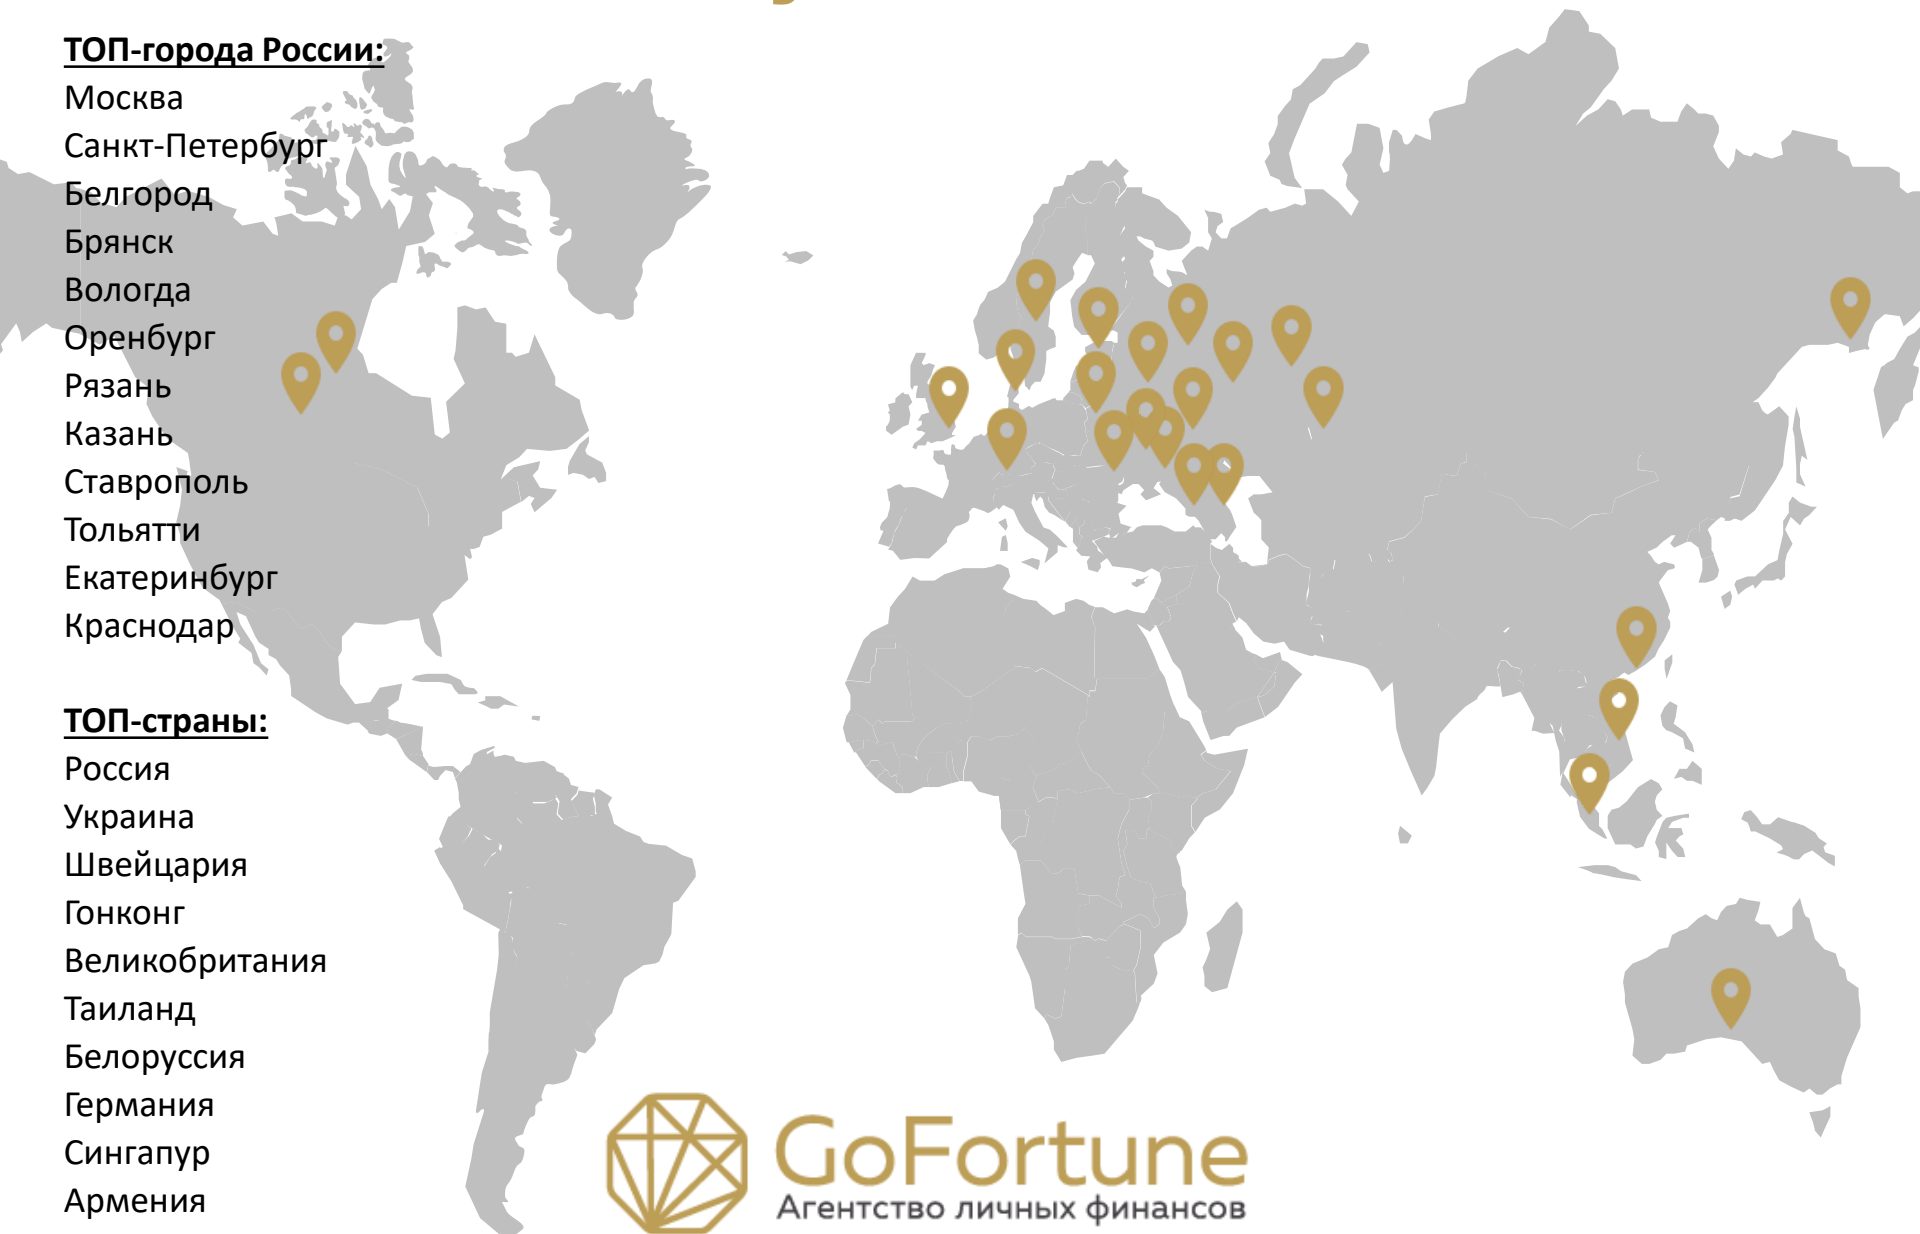 ТОП-города России:
Москва
Санкт-Петербург
Белгород
Брянск
Вологда
Оренбург
Рязань
Казань
Ставрополь
Тольятти
Екатеринбург
Краснодар
ТОП-страны:
Россия
Украина
Швейцария
Гонконг
Великобритания
Таиланд
Белоруссия
Германия
Сингапур
Армения
GoFortune
Агентство личных финансов